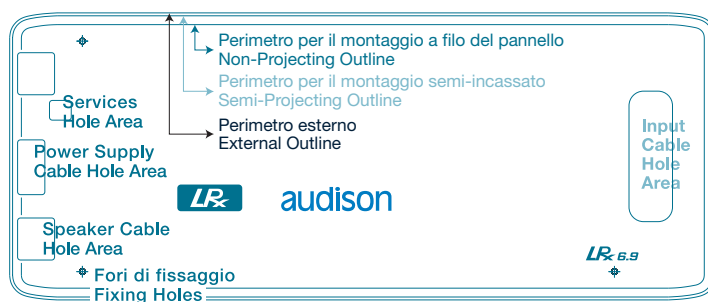 Perimetro per il montaggio a filo del pannello
Non-Projecting Outline
Perimetro per il montaggio semi-incassato
Semi-Projecting Outline
Perimetro esterno
External Outline
Services
Hole Area
Power Supply
Cable Hole Area
Speaker Cable
Hole Area
Fori di fissaggio
Fixing Holes
Input
Cable
Hole
Area
LRx
audison
LRx 6.9